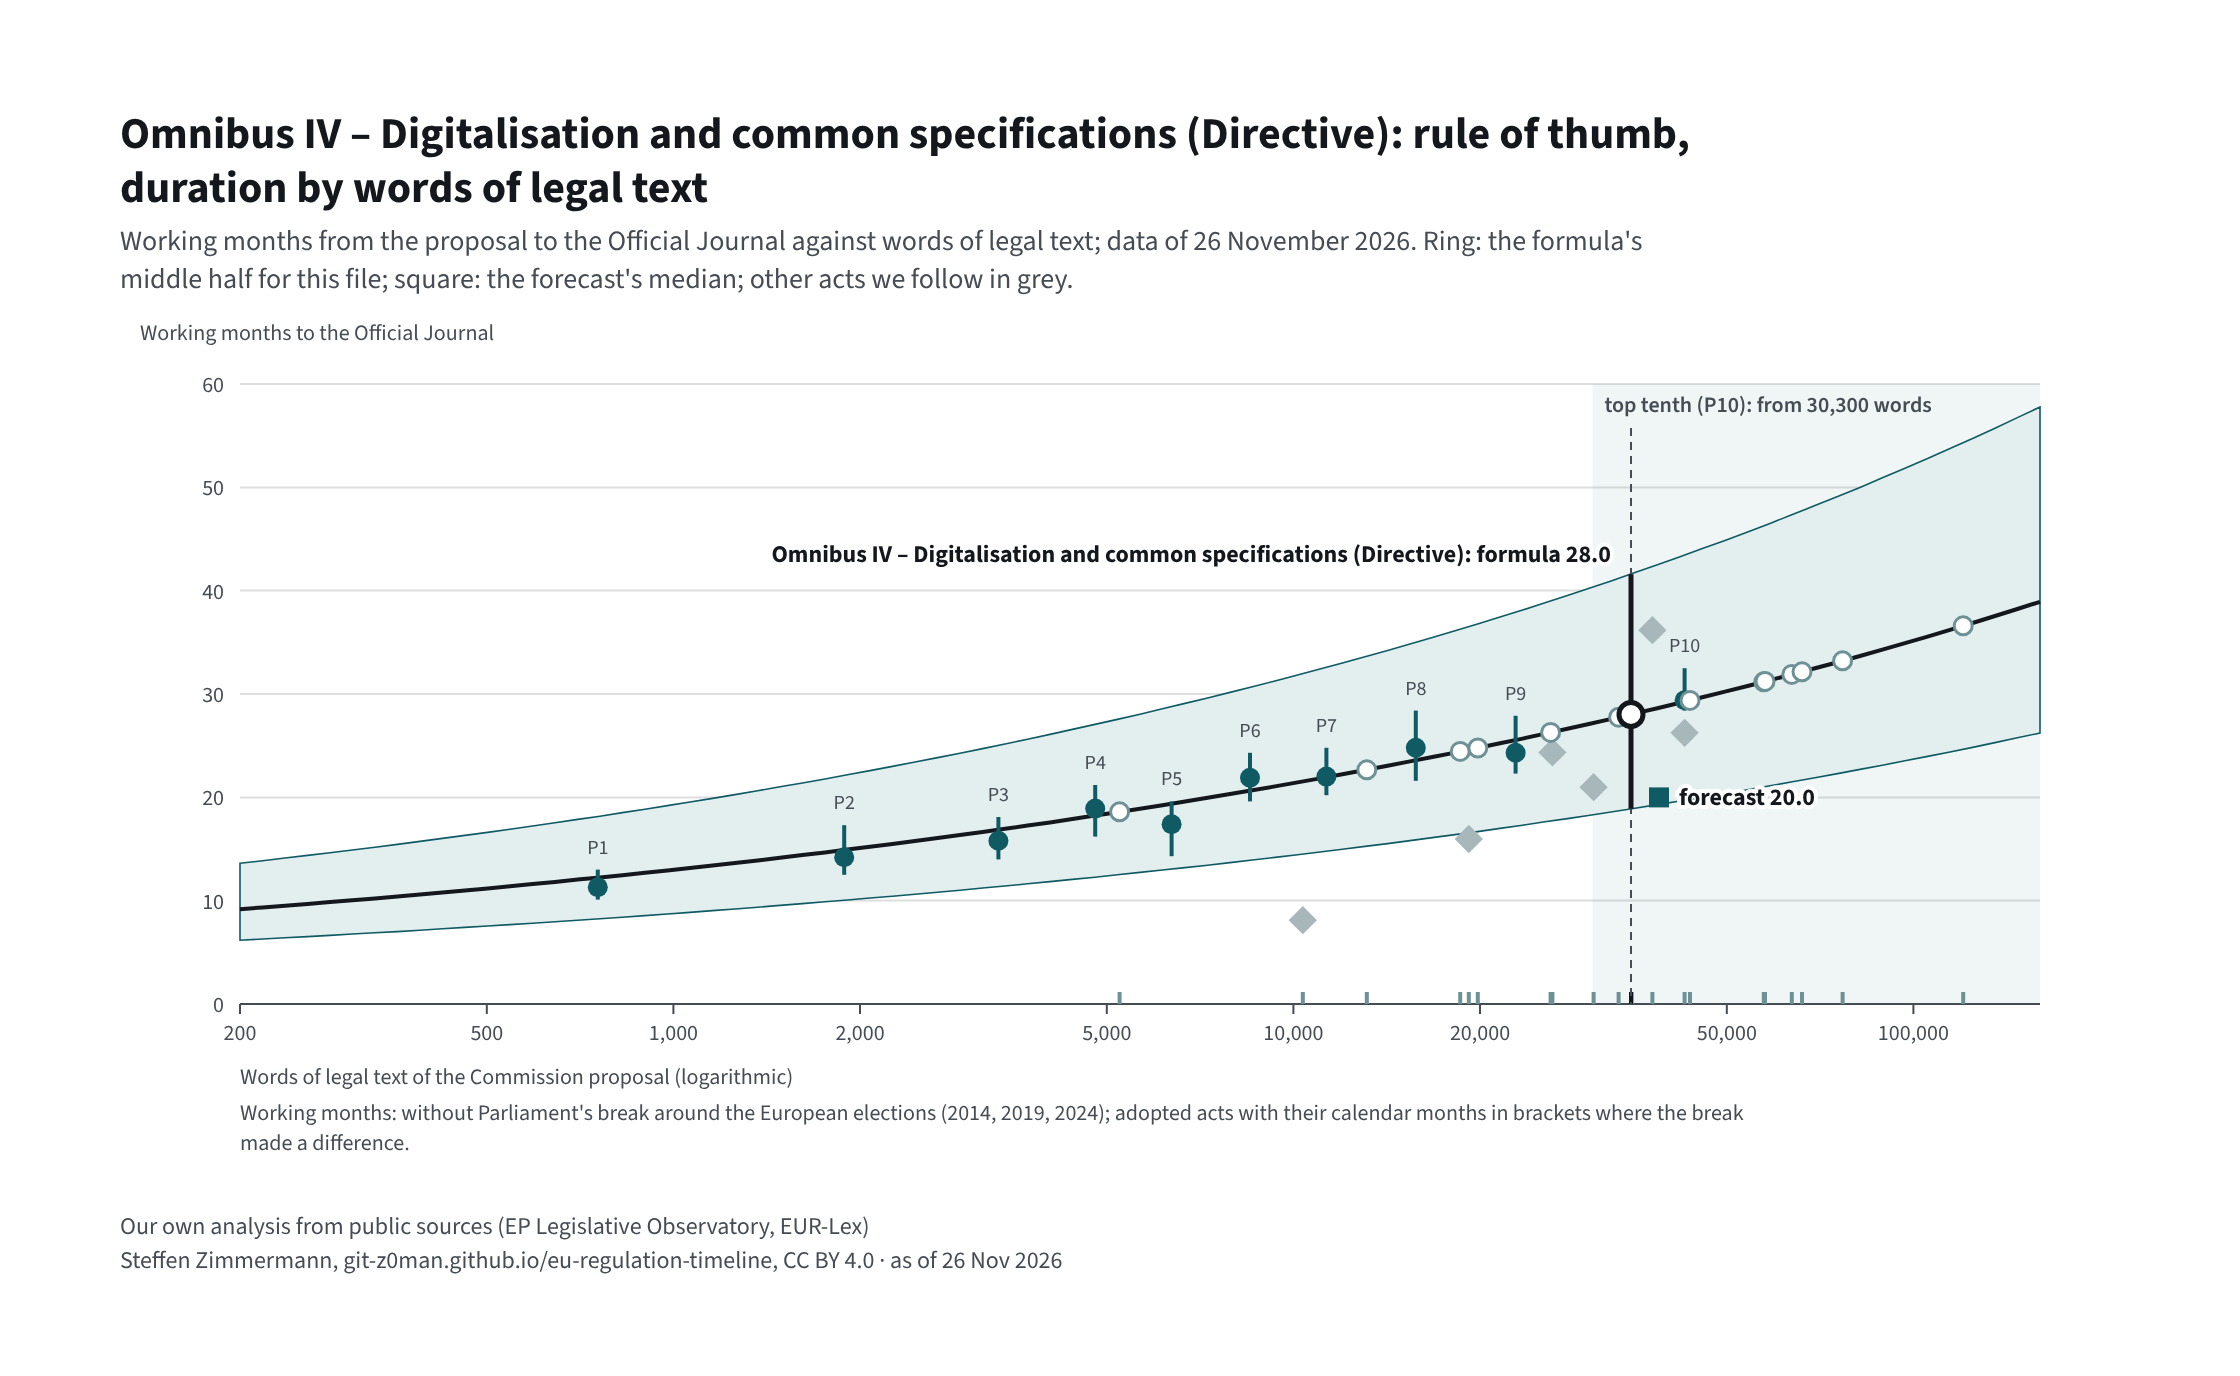 Omnibus IV – Digitalisation and common specifications (Directive): rule of thumb,
duration by words of legal text
Working months from the proposal to the Official Journal against words of legal text; data of 26 November 2026. Ring: the formula's
middle half for this file; square: the forecast's median; other acts we follow in grey.
Working months to the Official Journal
60
top tenth (P10): from 30,300 words
50
Omnibus IV – Digitalisation and common specifications (Directive): formula 28.0
40
P10
30
P8
P9
P6
P7
P4
P5
20
P2
P3
forecast 20.0
P1
10
0
200
500
1,000
2,000
5,000
10,000
20,000
50,000
100,000
Words of legal text of the Commission proposal (logarithmic)
Working months: without Parliament's break around the European elections (2014, 2019, 2024); adopted acts with their calendar months in brackets where the break
made a difference.
Our own analysis from public sources (EP Legislative Observatory, EUR-Lex)
Steffen Zimmermann, git-z0man.github.io/eu-regulation-timeline, CC BY 4.0 · as of 26 Nov 2026